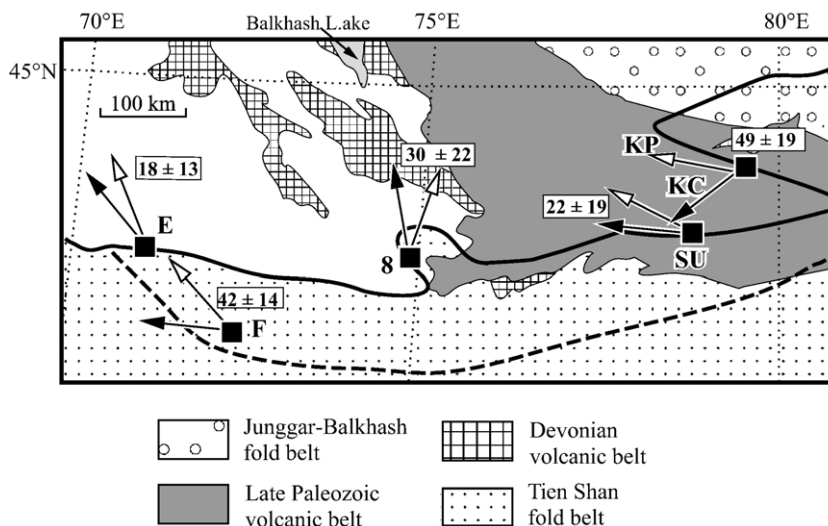 70°E 75°E 80°E
Balkhash L.ake
45°N
100 km
49 ± 19
KP
30 ± 22
18 ± 13
KC
22 ± 19
E
SU
8
42 ± 14
F
Junggar-Balkhash
fold belt
Devonian
volcanic belt
Late Paleozoic
volcanic belt
Tien Shan
fold belt